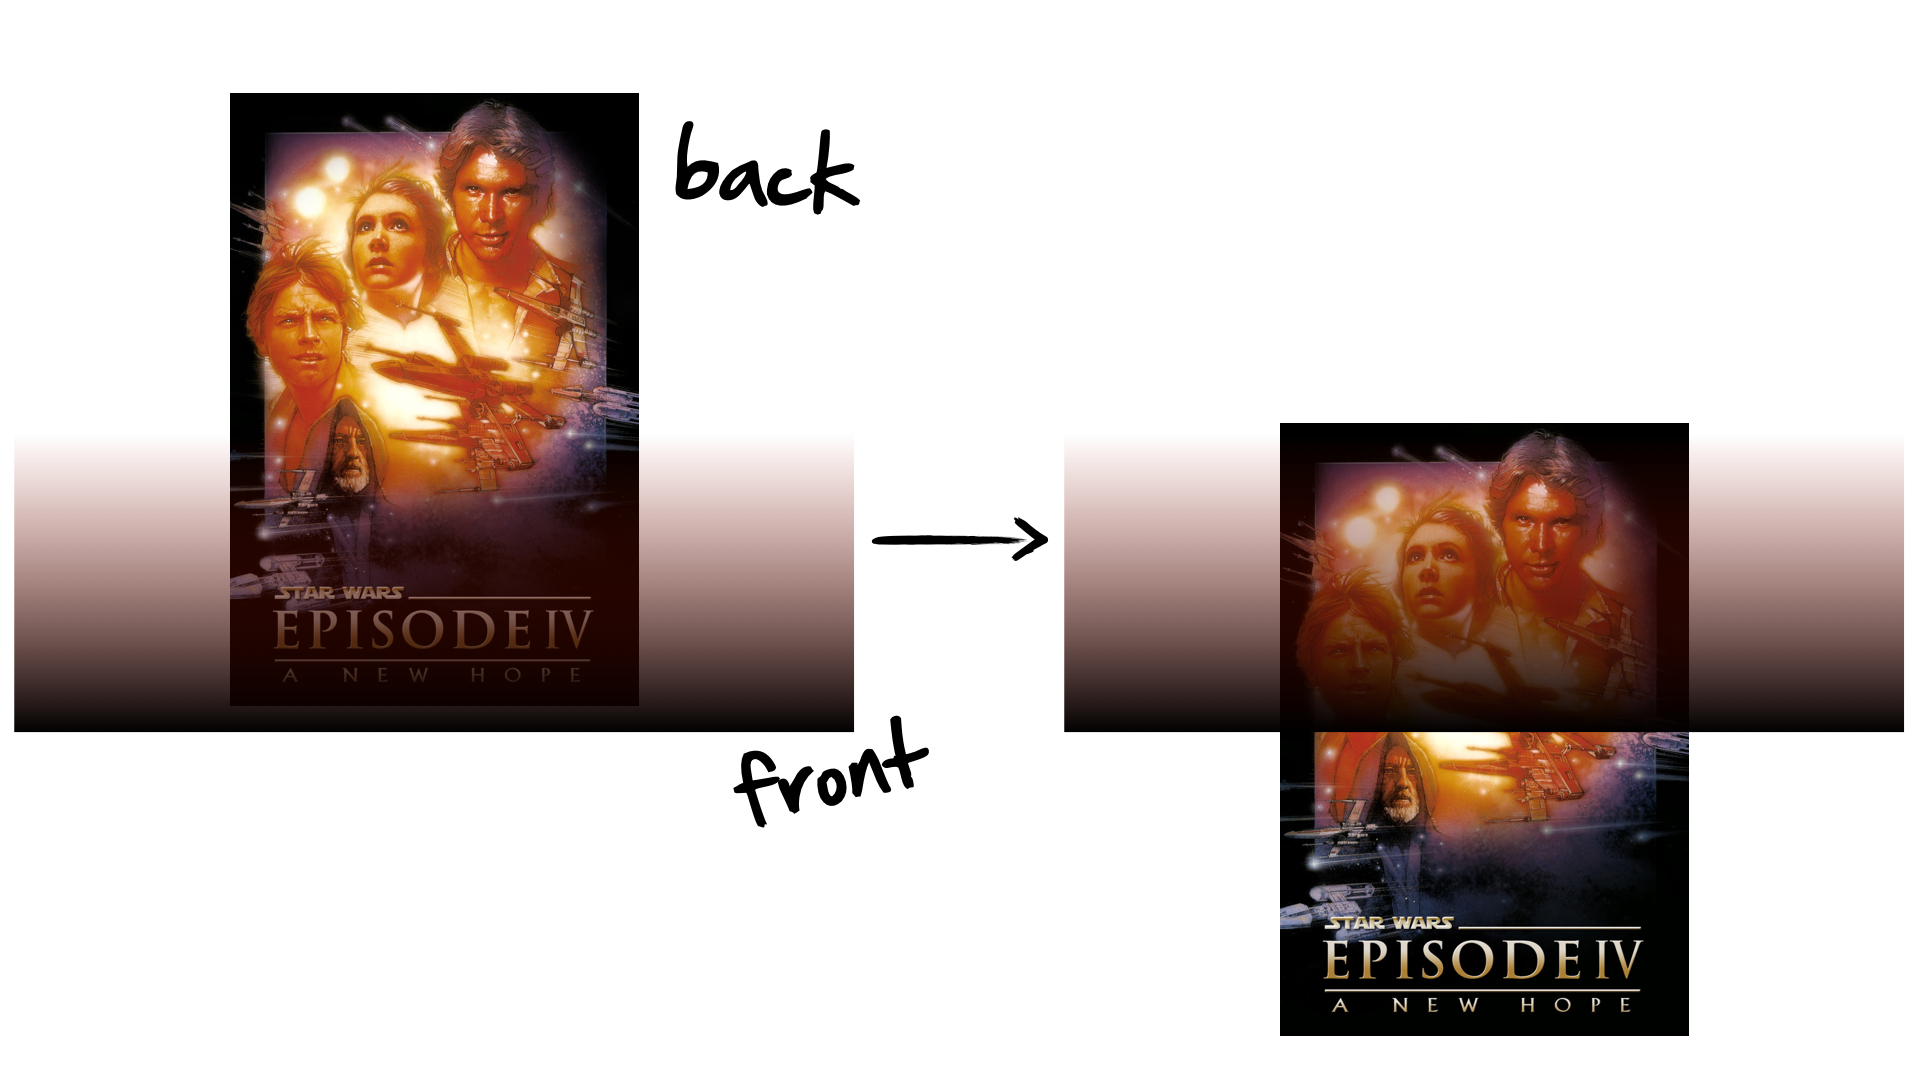 back
STAR WARS
EPISODE IV
A NEW HOPE
front
STAR WARS
EPISODE IV
A NEW HOPE